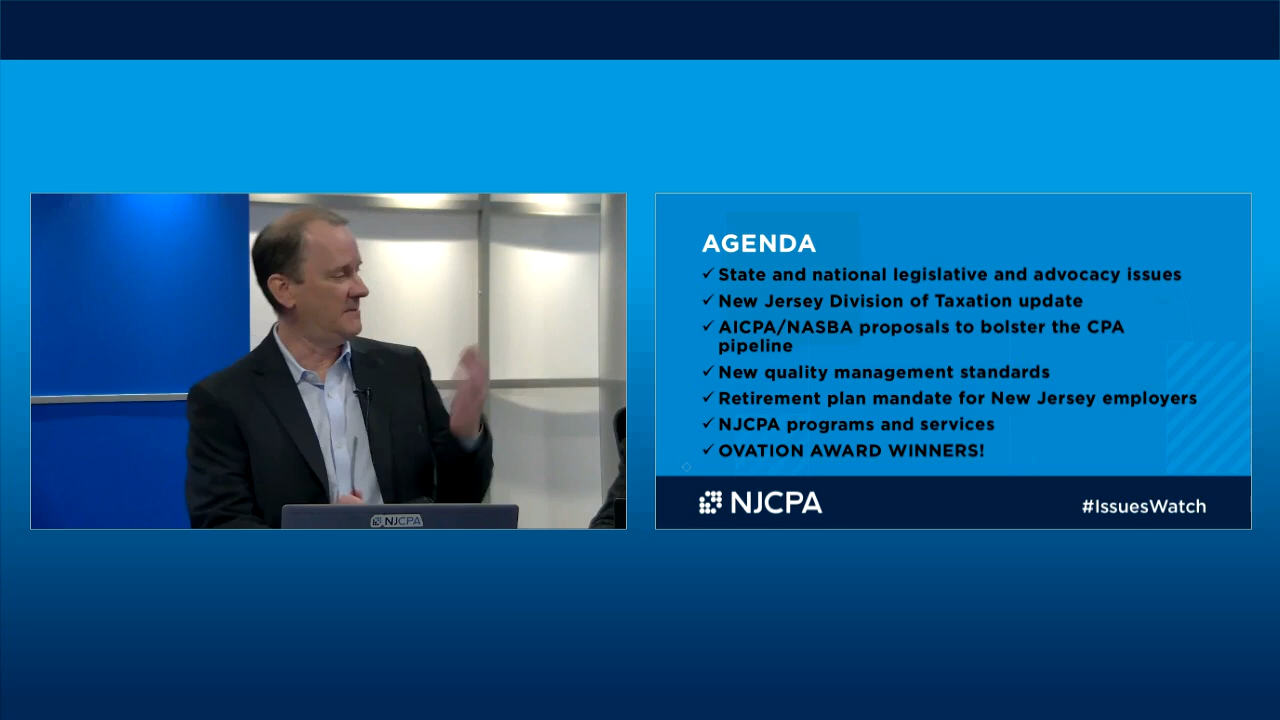 NJCPA
AGENDA
✓ State and national legislative and advocacy issues
✓ New Jersey Division of Taxation update
✓ AICPA/NASBA proposals to bolster the CPA
pipeline
✓ New quality management standards
✓ Retirement plan mandate for New Jersey employers
✓ NJCPA programs and services
✓ OVATION AWARD WINNERS!
NJCPA
#IssuesWatch